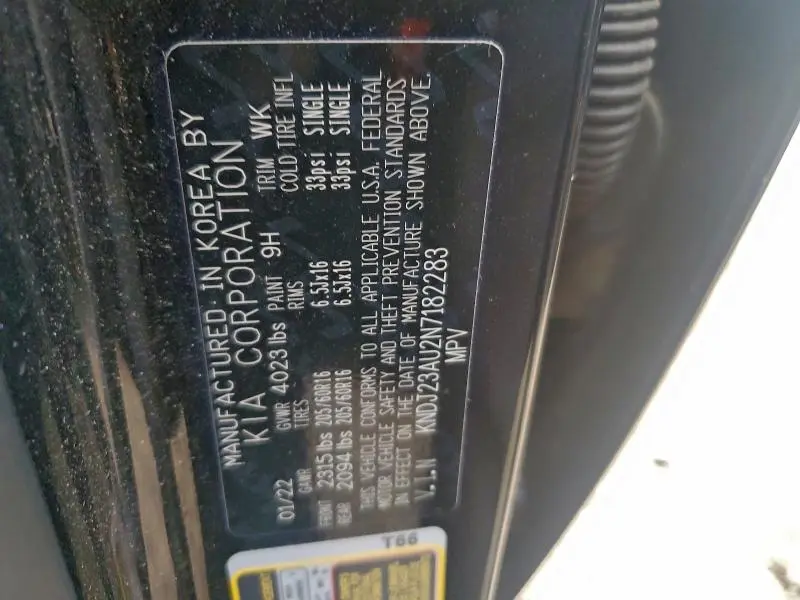 MANUFACTURED IN KOREA BY
KIA CORPORATION
01/22 GVWR 4023 lbs PAINT 9H TRIM WK
GAWR TIRES RIMS COLD TIRE INFL
FRONT 2315 lbs 205/60R16 6.5Jx16 33psi SINGLE
REAR 2094 lbs 205/60R16 6.5Jx16 33psi SINGLE
THIS VEHICLE CONFORMS TO ALL APPLICABLE U.S.A. FEDERAL
MOTOR VEHICLE SAFETY AND THEFT PREVENTION STANDARDS
IN EFFECT ON THE DATE OF MANUFACTURE SHOWN ABOVE.
V.I.N KNDJ23AU2N7182283
MPV
T66